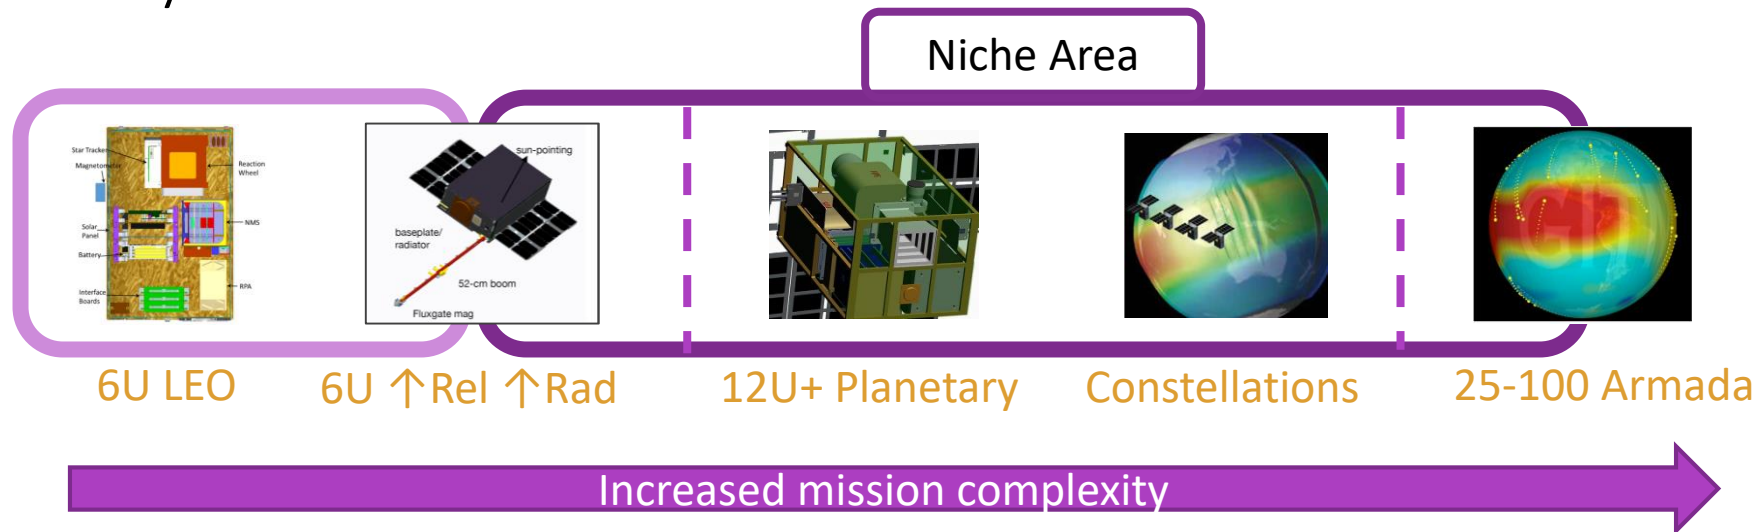 Niche Area
Star Tracker
Magnetometer
Reaction
Wheel
NMS
Solar
Panel
Battery
RPA
Interface
Boards
sun-pointing
baseplate/
radiator
52-cm boom
Fluxgate mag
6U LEO
6U ↑Rel ↑Rad
12U+ Planetary
Constellations
25-100 Armada
Increased mission complexity